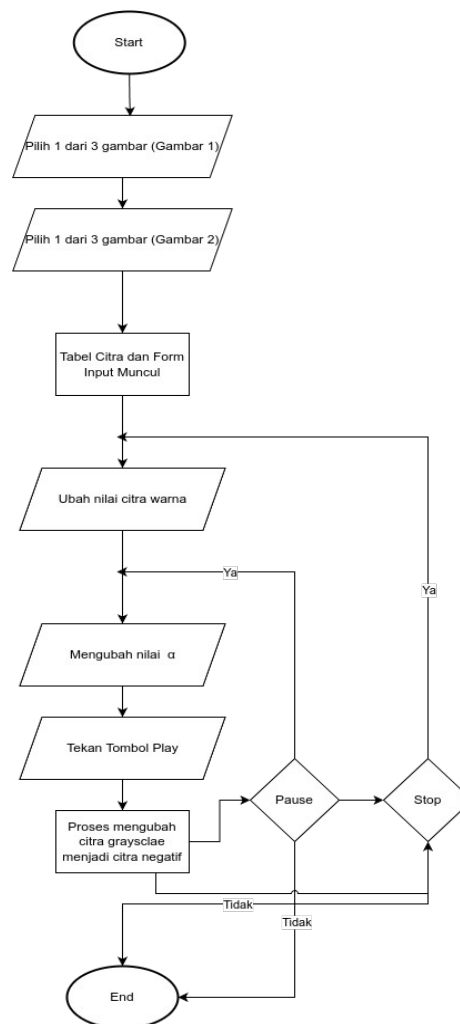 Start
Pilih 1 dari 3 gambar (Gambar 1)
Pilih 1 dari 3 gambar (Gambar 2)
Tabel Citra dan Form
Input Muncul
Ubah nilai citra warna
Ya
Ya
Mengubah nilai α
Tekan Tombol Play
Pause
Stop
Proses mengubah
citra graysclae
menjadi citra negatif
Tidak
Tidak
End